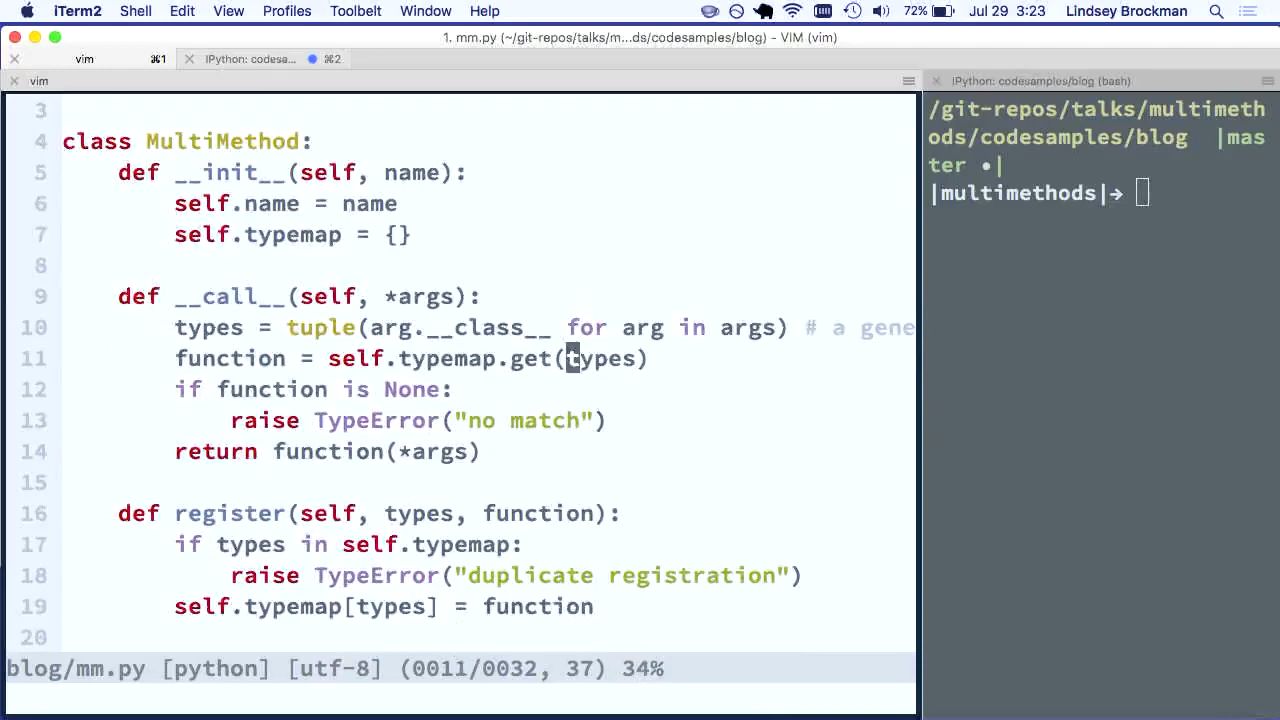 iTerm2 Shell Edit View Profiles Toolbelt Window Help 72% Jul 29 3:23 Lindsey Brockman
1. mm.py (~/git-repos/talks/m...ds/codesamples/blog) - VIM (vim)
vim ⌘1 IPython: codesa... ⌘2
vim
IPython: codesamples/blog (bash)
3
4 class MultiMethod:
5     def __init__(self, name):
6         self.name = name
7         self.typemap = {}
8
9     def __call__(self, *args):
10         types = tuple(arg.__class__ for arg in args) # a gene
11         function = self.typemap.get(types)
12         if function is None:
13             raise TypeError("no match")
14         return function(*args)
15
16     def register(self, types, function):
17         if types in self.typemap:
18             raise TypeError("duplicate registration")
19         self.typemap[types] = function
20
blog/mm.py [python] [utf-8] (0011/0032, 37) 34%
/git-repos/talks/multimeth
ods/codesamples/blog |mas
ter •|
|multimethods|→